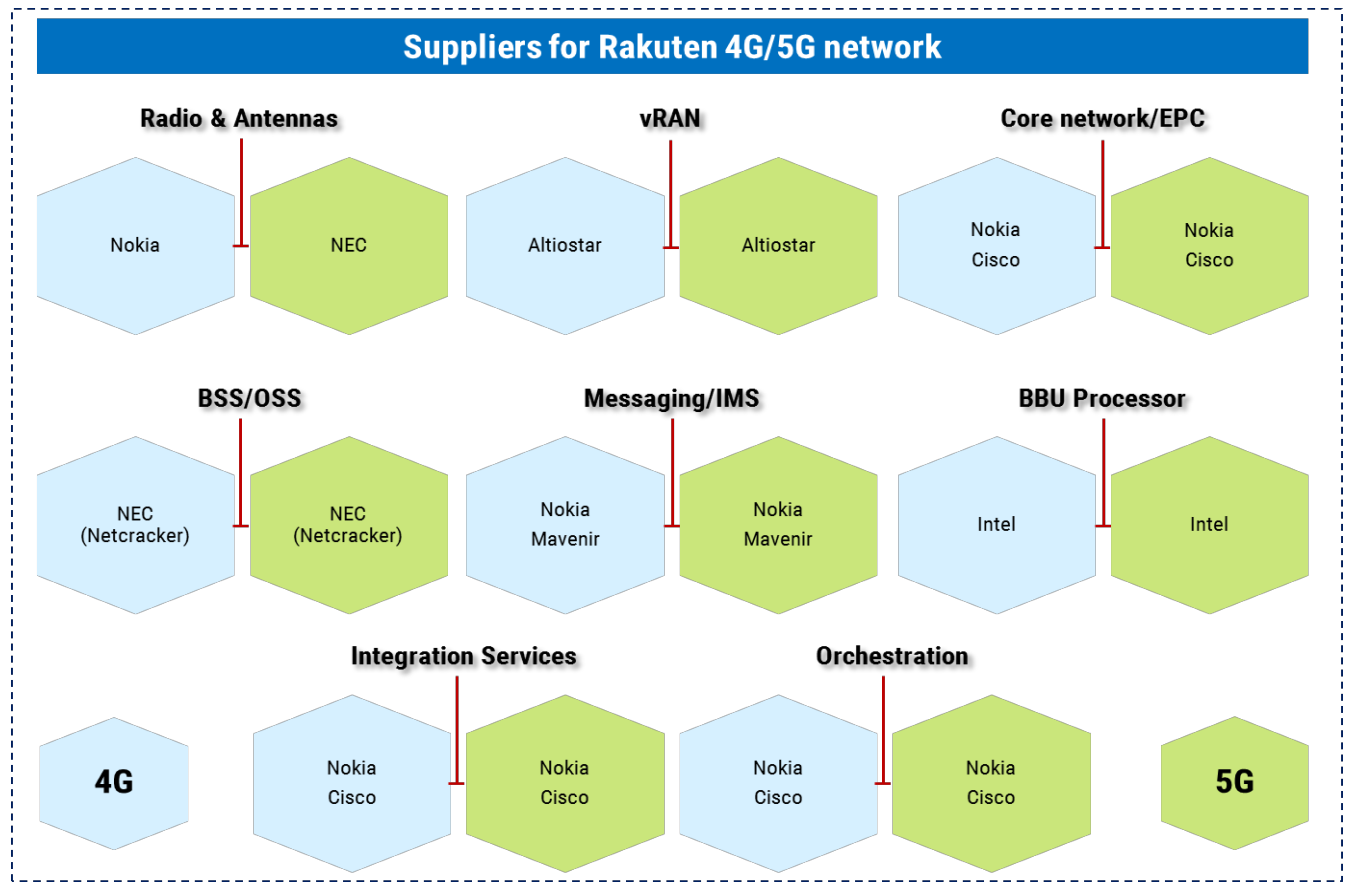 Suppliers for Rakuten 4G/5G network
Radio & Antennas
Nokia
NEC
vRAN
Altiostar
Altiostar
Core network/EPC
Nokia
Cisco
Nokia
Cisco
BSS/OSS
NEC
(Netcracker)
NEC
(Netcracker)
Messaging/IMS
Nokia
Mavenir
Nokia
Mavenir
BBU Processor
Intel
Intel
Integration Services
Nokia
Cisco
Nokia
Cisco
Orchestration
Nokia
Cisco
Nokia
Cisco
4G
5G